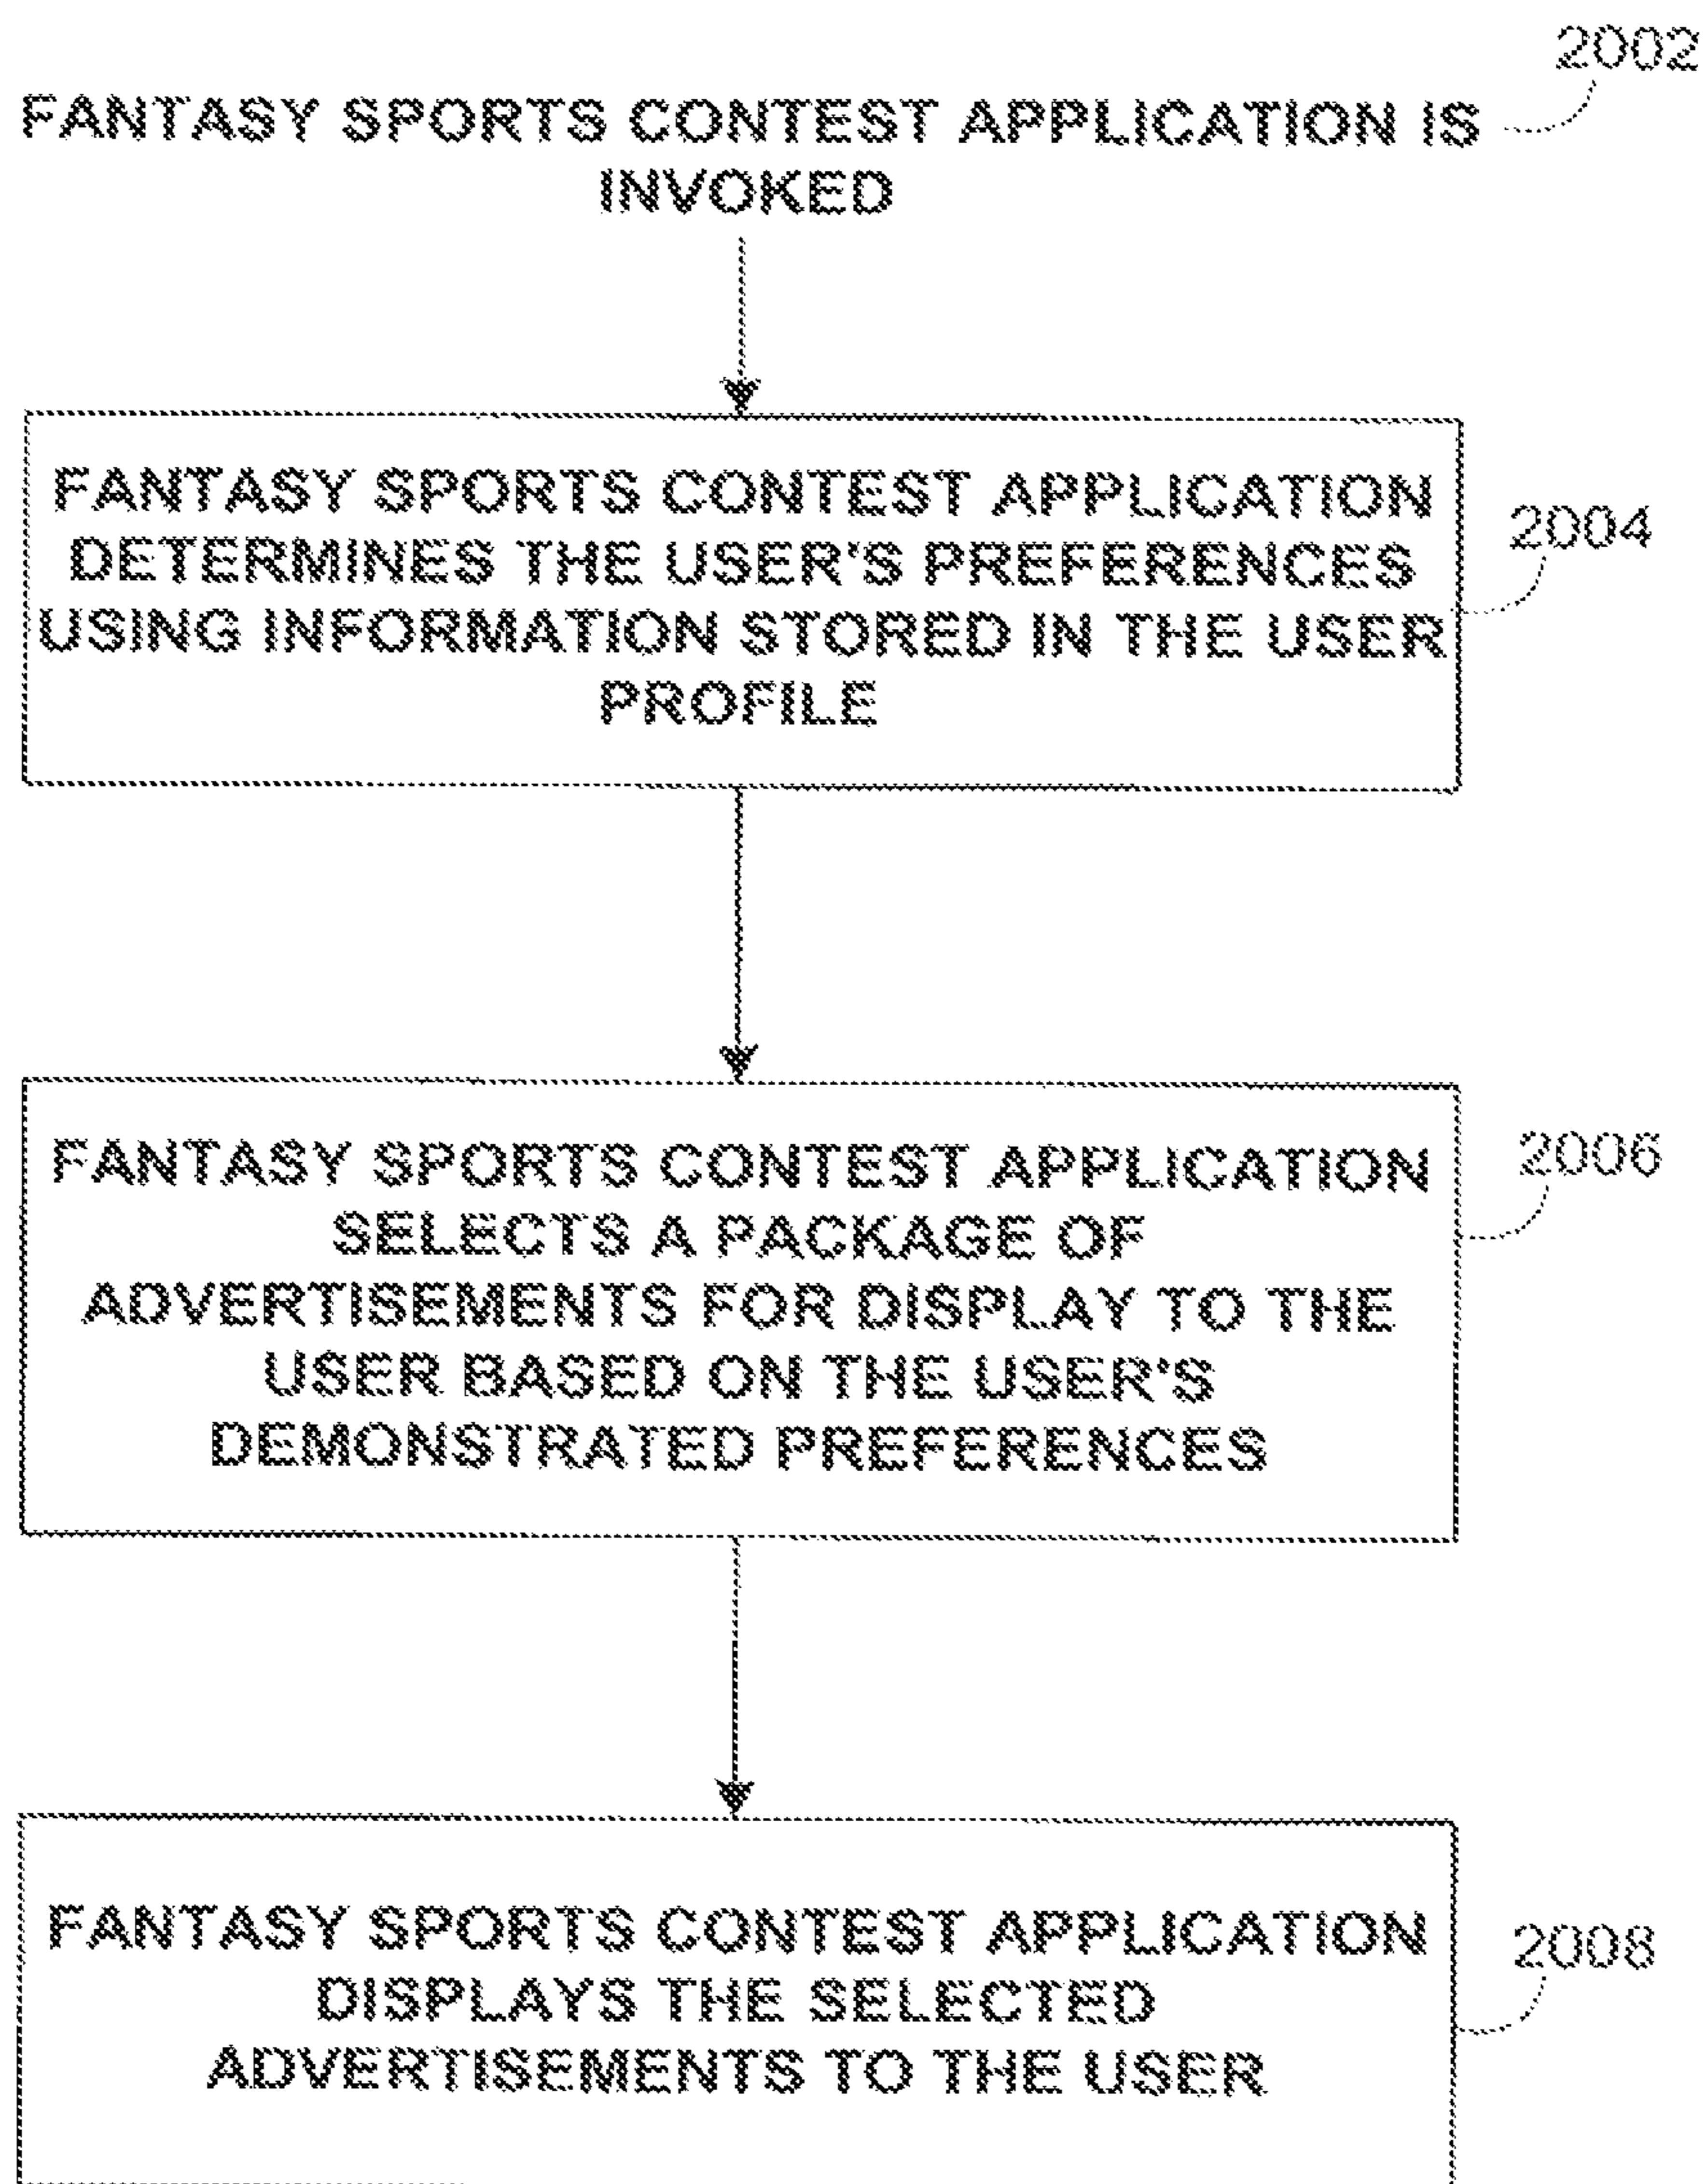 2002
FANTASY SPORTS CONTEST APPLICATION IS
INVOKED
FANTASY SPORTS CONTEST APPLICATION
DETERMINES THE USER'S PREFERENCES
USING INFORMATION STORED IN THE USER
PROFILE
2004
FANTASY SPORTS CONTEST APPLICATION
SELECTS A PACKAGE OF
ADVERTISEMENTS FOR DISPLAY TO THE
USER BASED ON THE USER'S
DEMONSTRATED PREFERENCES
2006
FANTASY SPORTS CONTEST APPLICATION
DISPLAYS THE SELECTED
ADVERTISEMENTS TO THE USER
2008